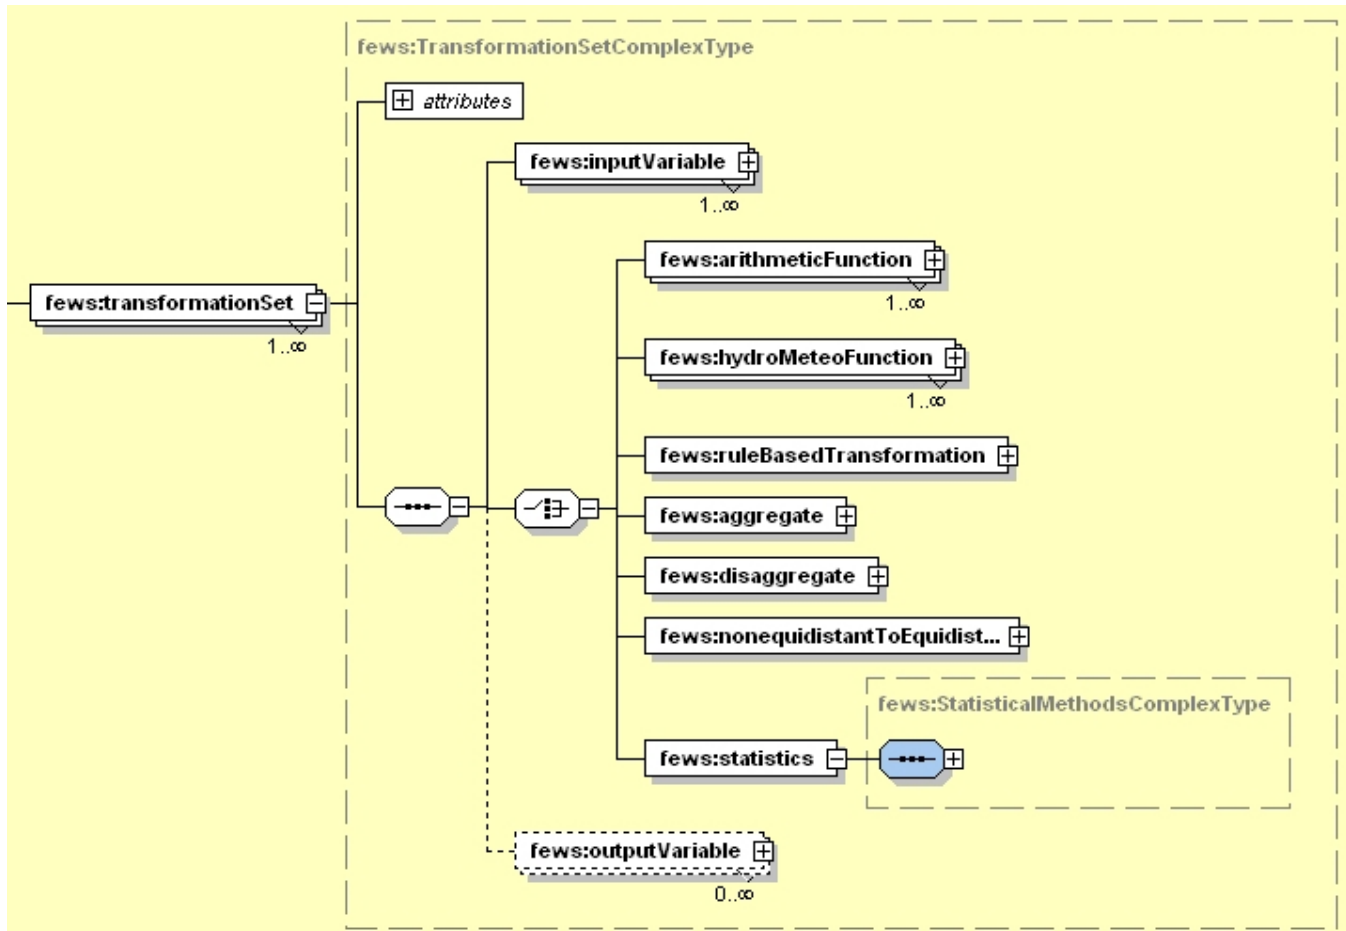 fews:TransformationSetComplexType
attributes
fews:inputVariable
1..∞
fews:arithmeticFunction
1..∞
fews:transformationSet
1..∞
fews:hydroMeteoFunction
1..∞
fews:ruleBasedTransformation
fews:aggregate
fews:disaggregate
fews:nonequidistantToEquidist...
fews:StatisticalMethodsComplexType
fews:statistics
fews:outputVariable
0..∞